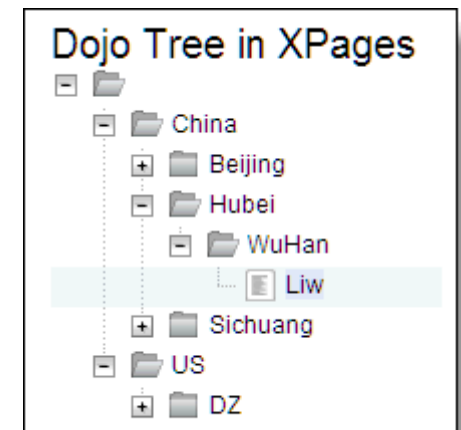 Dojo Tree in XPages
China
Beijing
Hubei
WuHan
Liw
Sichuang
US
DZ